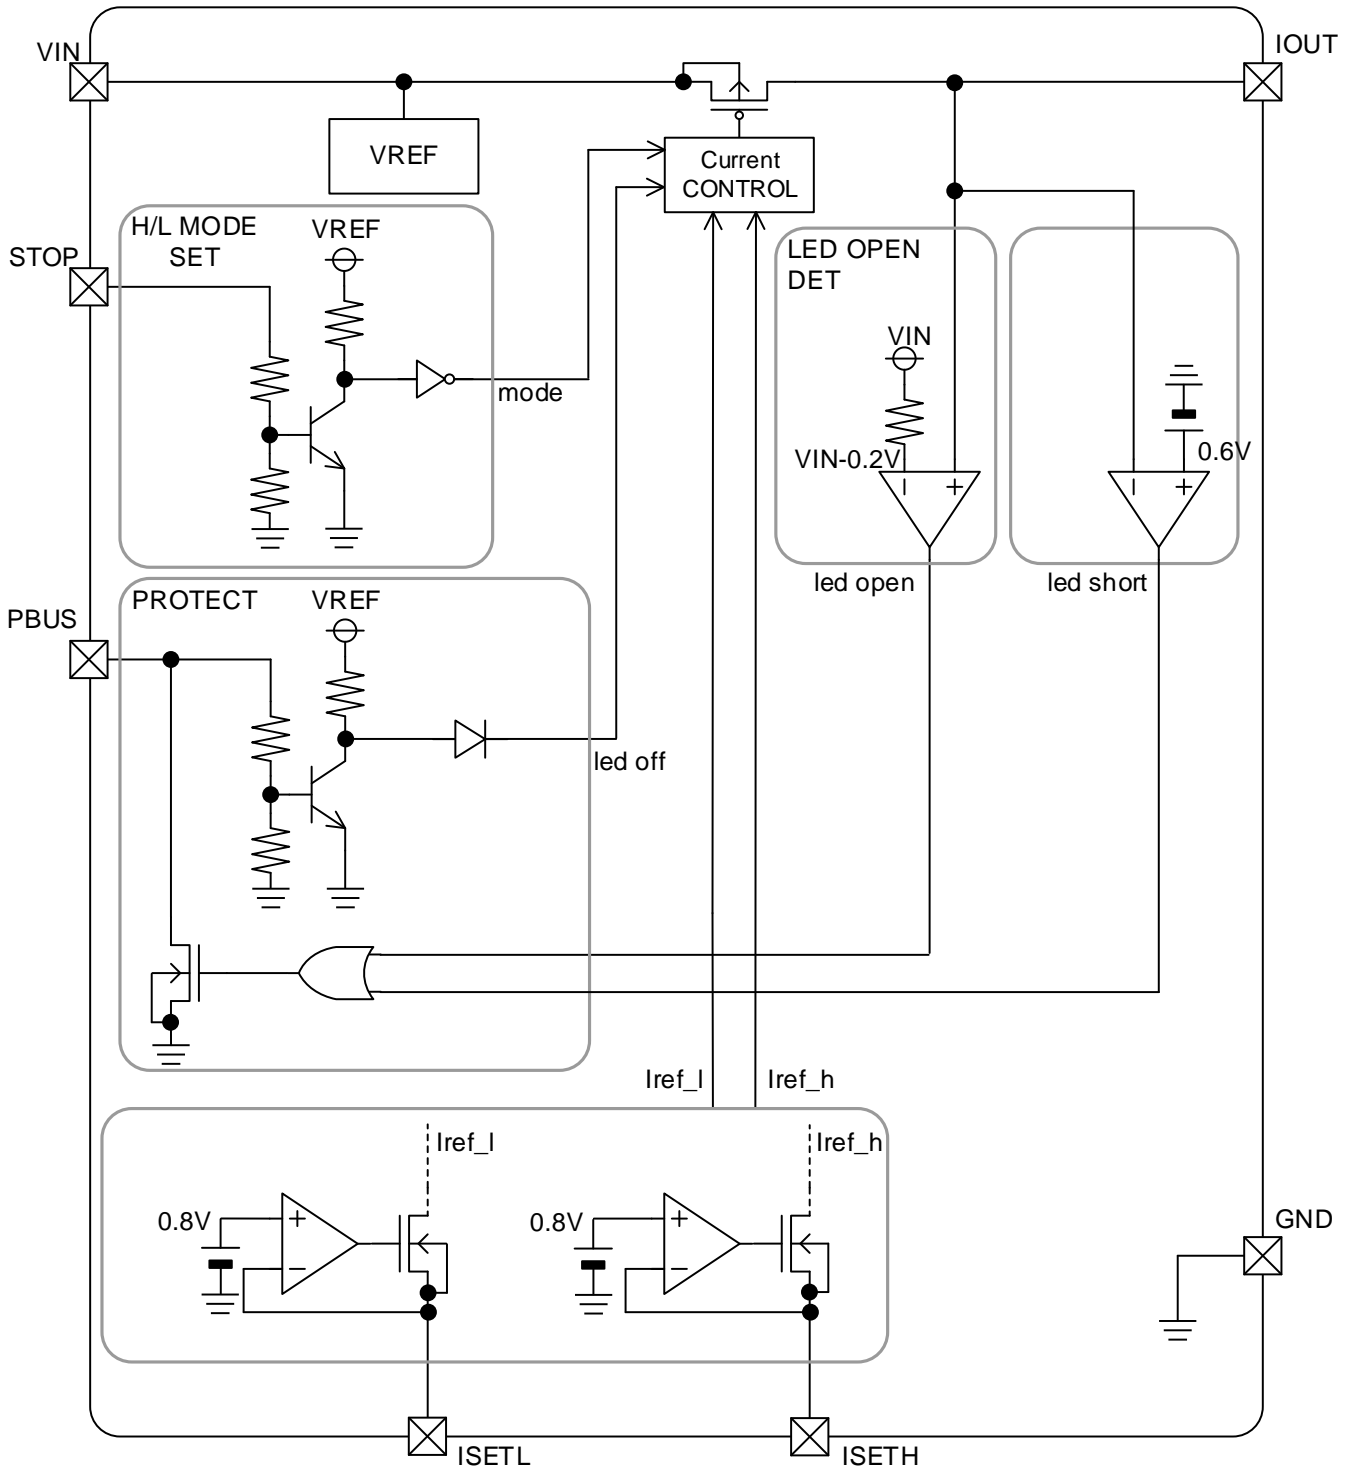 VIN
IOUT
VREF
Current
CONTROL
H/L MODE
SET
VREF
STOP
mode
LED OPEN
DET
VIN
VIN-0.2V
0.6V
led open
led short
PBUS
PROTECT
VREF
led off
Iref_l
Iref_h
Iref_l
Iref_h
0.8V
0.8V
GND
ISETL
ISETH